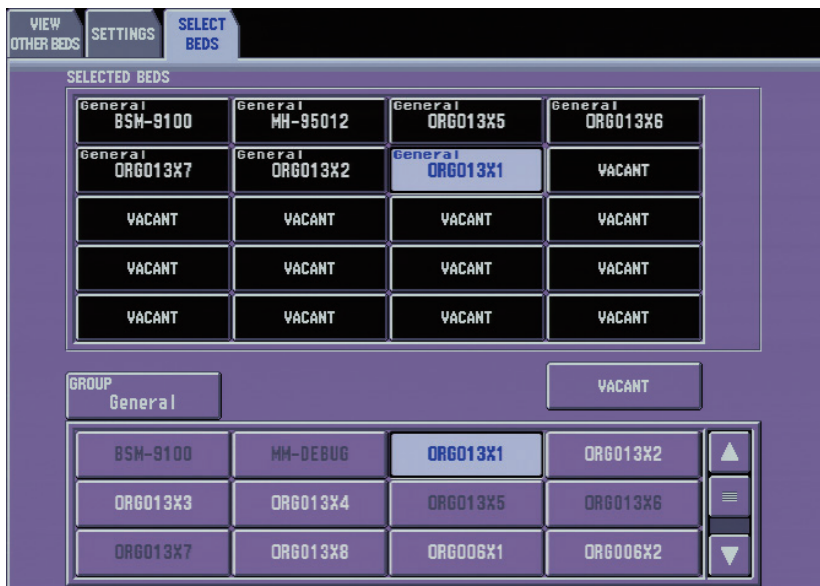 VIEW
OTHER BEDS
SETTINGS
SELECT
BEDS
SELECTED BEDS
General
BSM-9100
General
MH-95012
General
ORG013X5
General
ORG013X6
General
ORG013X7
General
ORG013X2
General
ORG013X1
VACANT
VACANT
VACANT
VACANT
VACANT
VACANT
VACANT
VACANT
VACANT
VACANT
VACANT
VACANT
VACANT
GROUP
General
VACANT
BSM-9100
MH-DEBUG
ORG013X1
ORG013X2
ORG013X3
ORG013X4
ORG013X5
ORG013X6
ORG013X7
ORG013X8
ORG006X1
ORG006X2